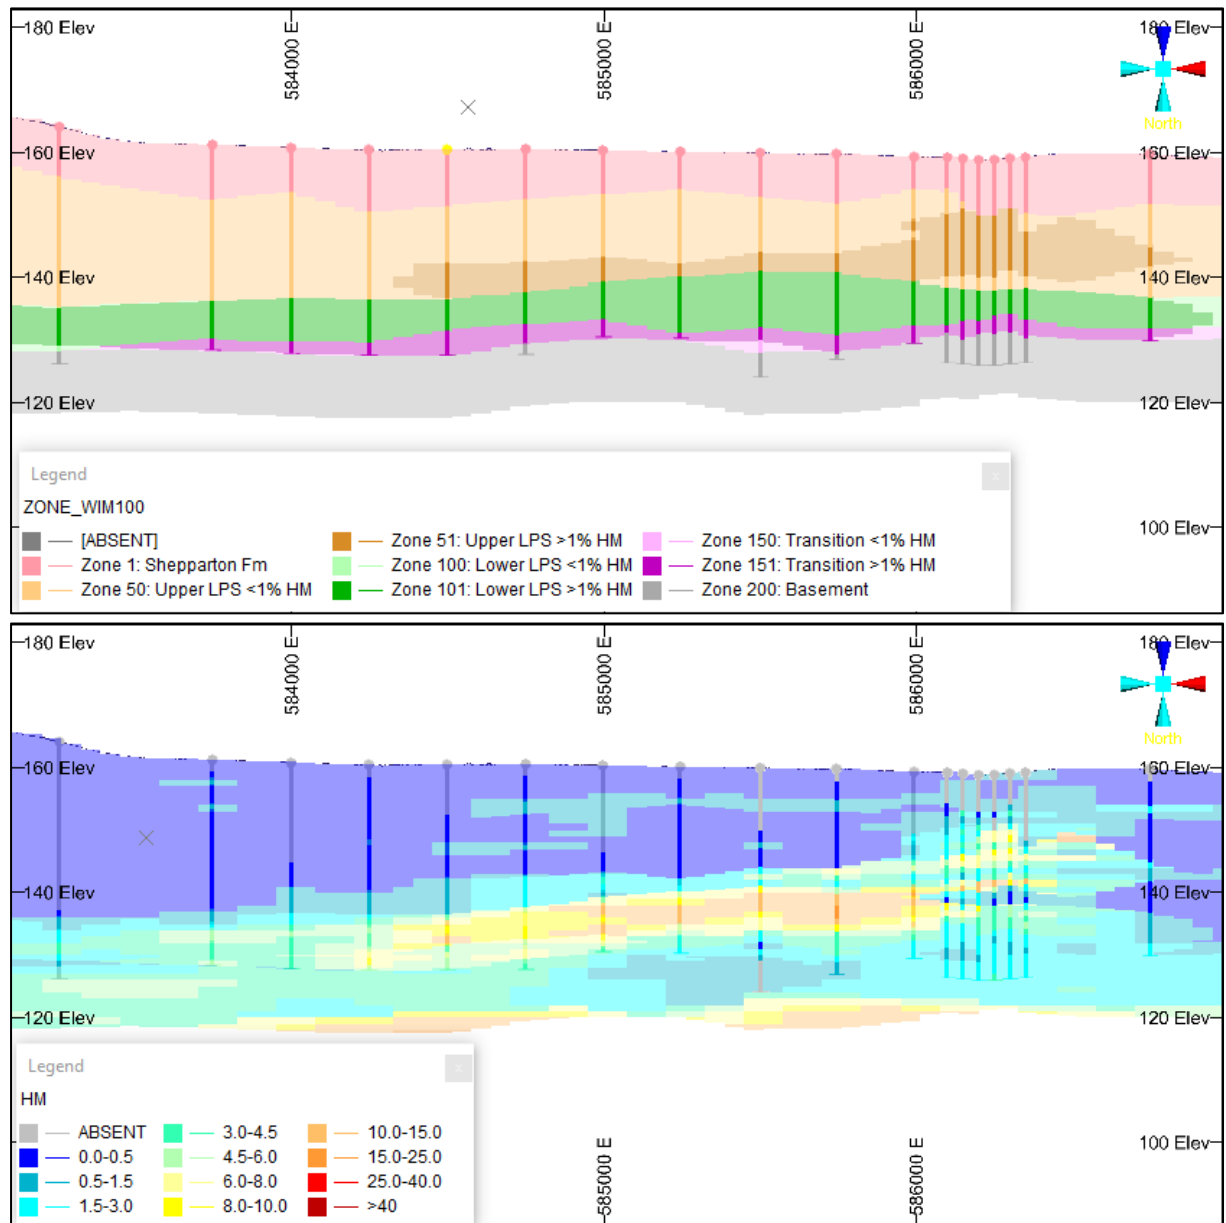 180 Elev
584000 E
585000 E
586000 E
180 Elev
North
160 Elev
160 Elev
140 Elev
140 Elev
120 Elev
120 Elev
Legend
x
ZONE_WIM100
100 Elev
[ABSENT]
Zone 51: Upper LPS >1% HM
Zone 150: Transition <1% HM
Zone 1: Shepparton Fm
Zone 100: Lower LPS <1% HM
Zone 151: Transition >1% HM
Zone 50: Upper LPS <1% HM
Zone 101: Lower LPS >1% HM
Zone 200: Basement
180 Elev
584000 E
585000 E
586000 E
180 Elev
North
160 Elev
160 Elev
140 Elev
140 Elev
120 Elev
120 Elev
Legend
x
HM
ABSENT
3.0-4.5
10.0-15.0
0.0-0.5
4.5-6.0
15.0-25.0
0.5-1.5
6.0-8.0
25.0-40.0
1.5-3.0
8.0-10.0
>40
585000 E
586000 E
100 Elev